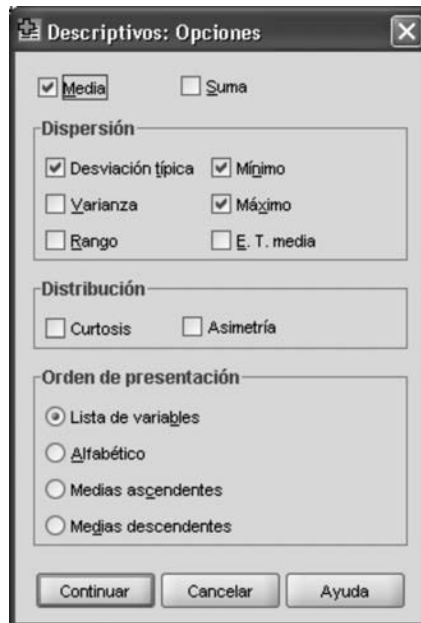 Descriptivos: Opciones
Media Suma
Dispersión
Desviación típica Mínimo
Varianza Máximo
Rango E. T. media
Distribución
Curtosis Asimetría
Orden de presentación
Lista de variables
Alfabético
Medias ascendentes
Medias descendentes
Continuar Cancelar Ayuda